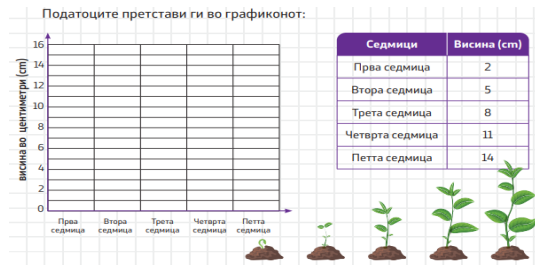 Податоците претстави ги во графиконот:
висина во центиметри (cm)
16
14
12
10
8
6
4
2
0
Прва седмица
Втора седмица
Трета седмица
Четврта седмица
Петта седмица
Седмици Висина (cm)
Прва седмица 2
Втора седмица 5
Трета седмица 8
Четврта седмица 11
Петта седмица 14